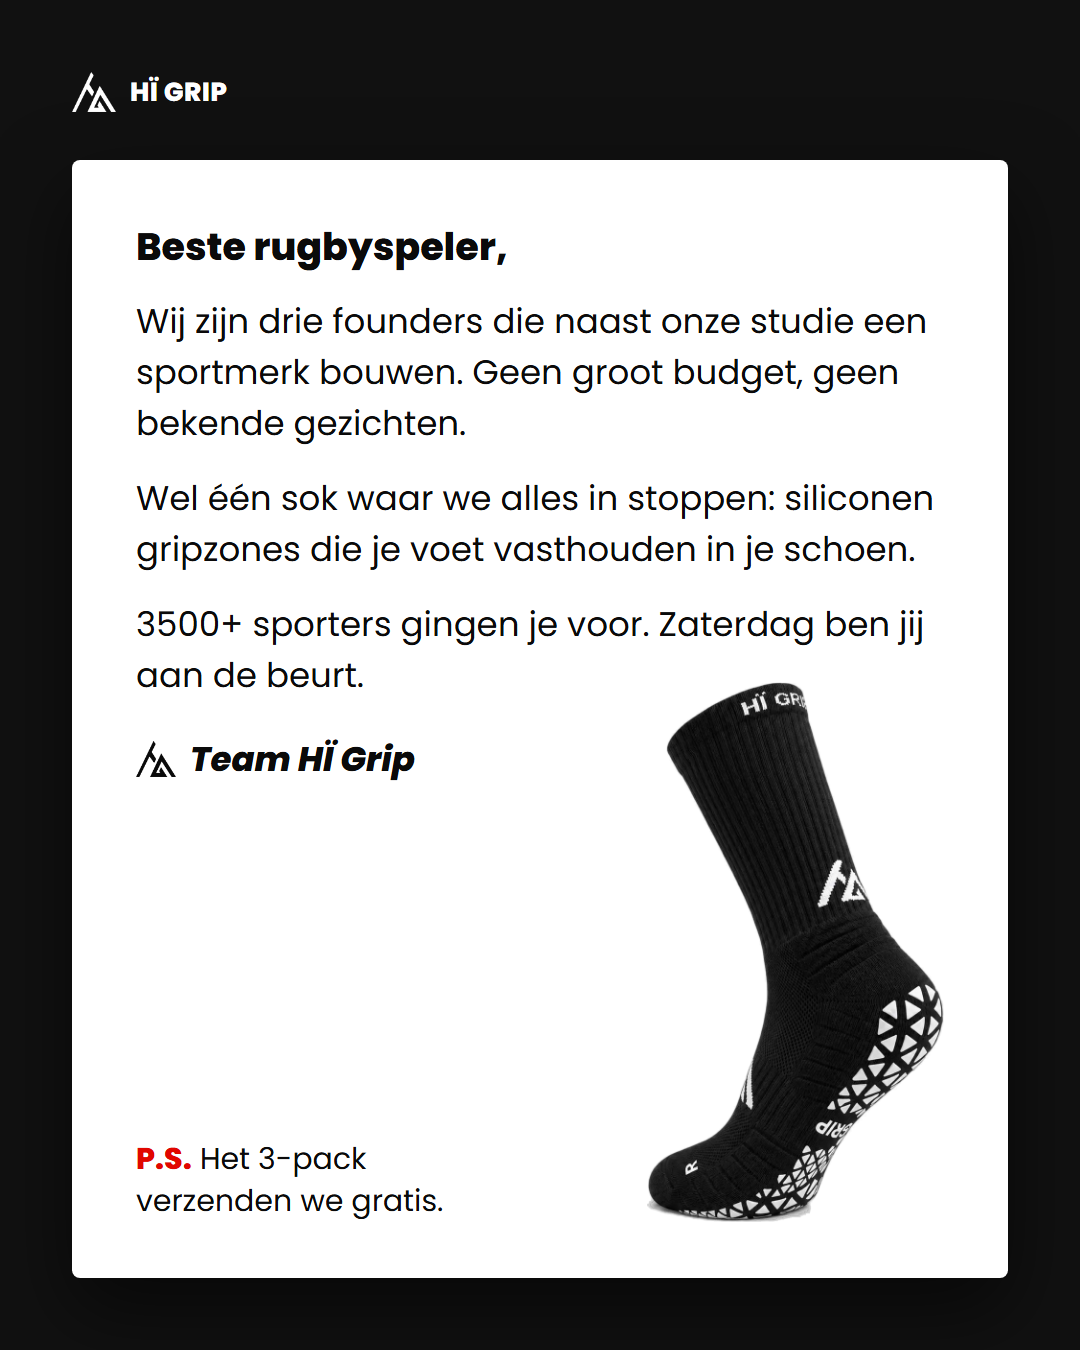 HÏ GRIP
Beste rugbyspeler,
Wij zijn drie founders die naast onze studie een
sportmerk bouwen. Geen groot budget, geen
bekende gezichten.
Wel één sok waar we alles in stoppen: siliconen
gripzones die je voet vasthouden in je schoen.
3500+ sporters gingen je voor. Zaterdag ben jij
aan de beurt.
HÏ GRIP
Team HÏ Grip
GRIP
R
P.S. Het 3-pack
verzenden we gratis.